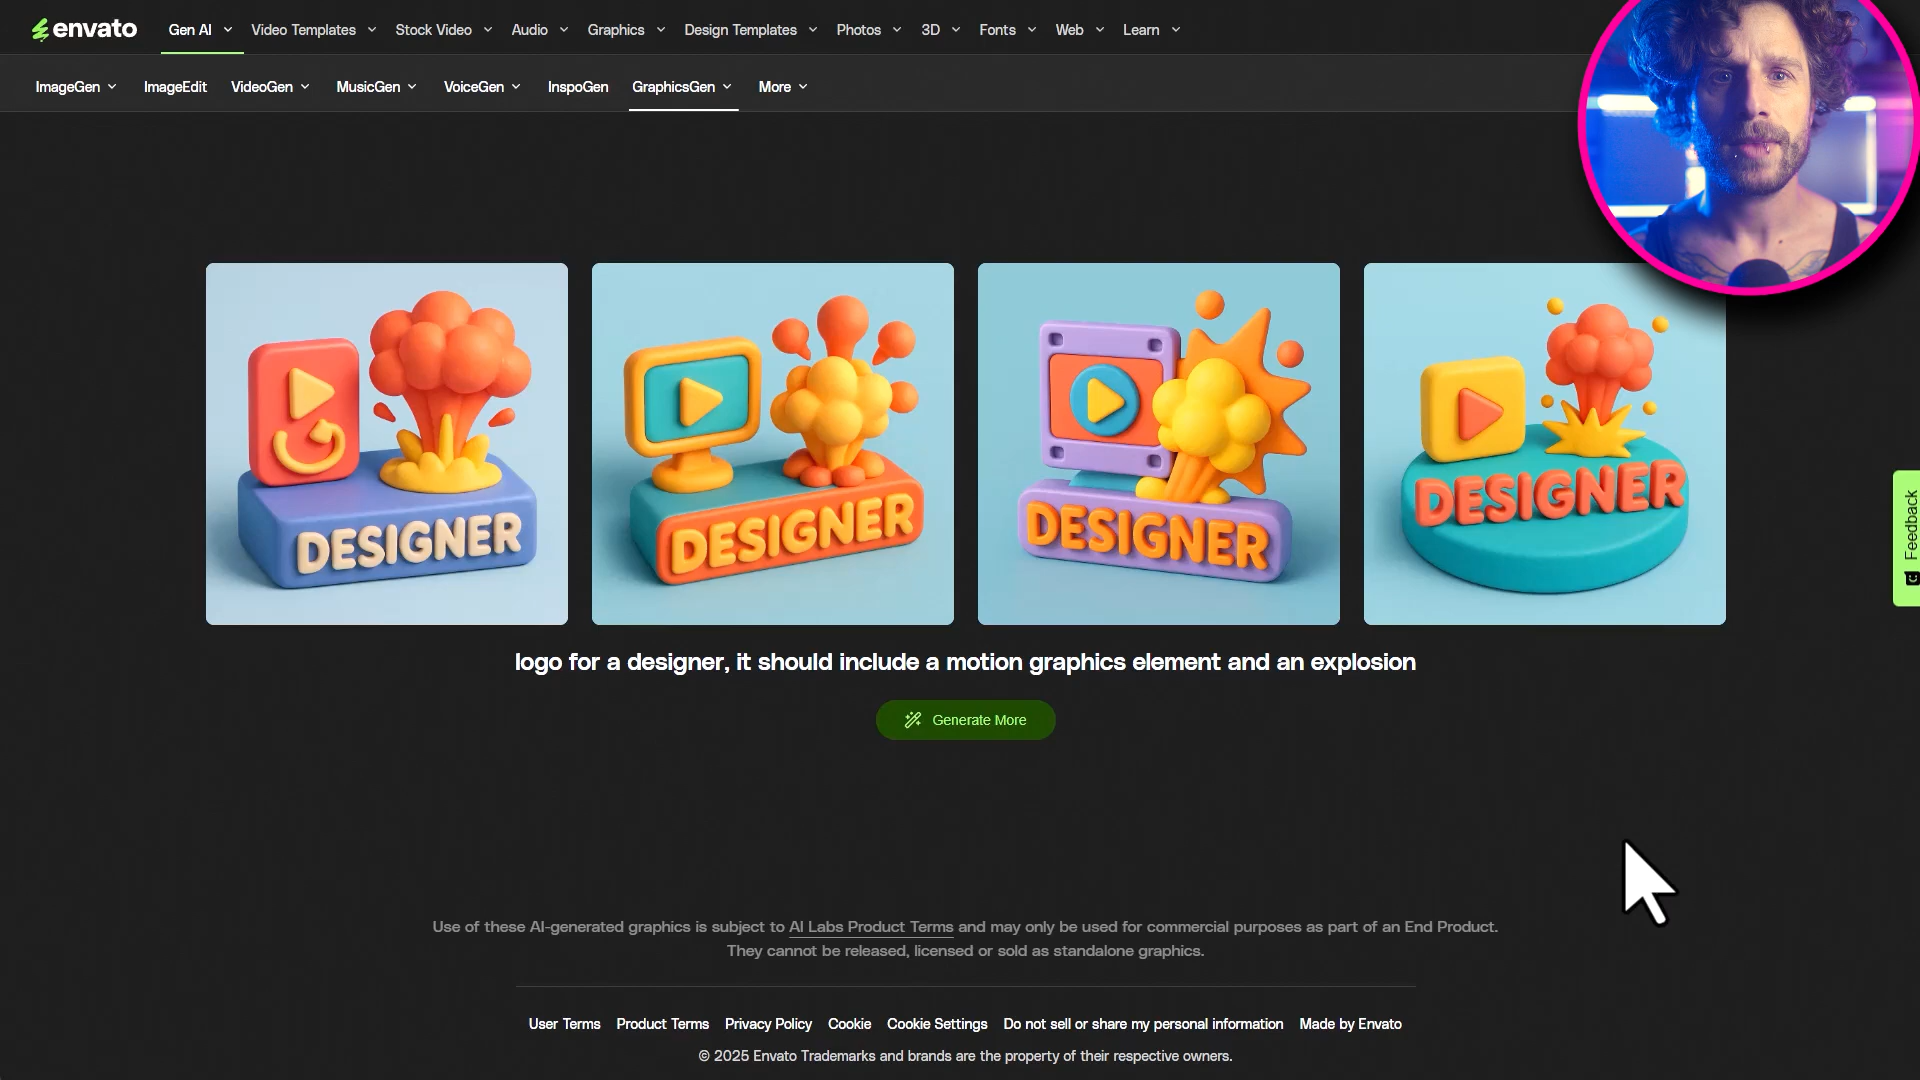 envato
Gen AI Video Templates Stock Video Audio Graphics Design Templates Photos 3D Fonts Web Learn
ImageGen ImageEdit VideoGen MusicGen VoiceGen InspoGen GraphicsGen More
DESIGNER
DESIGNER
DESIGNER
DESIGNER
Feedback
logo for a designer, it should include a motion graphics element and an explosion
Generate More
Use of these AI-generated graphics is subject to AI Labs Product Terms and may only be used for commercial purposes as part of an End Product.
They cannot be released, licensed or sold as standalone graphics.
User Terms Product Terms Privacy Policy Cookie Cookie Settings Do not sell or share my personal information Made by Envato
© 2025 Envato Trademarks and brands are the property of their respective owners.